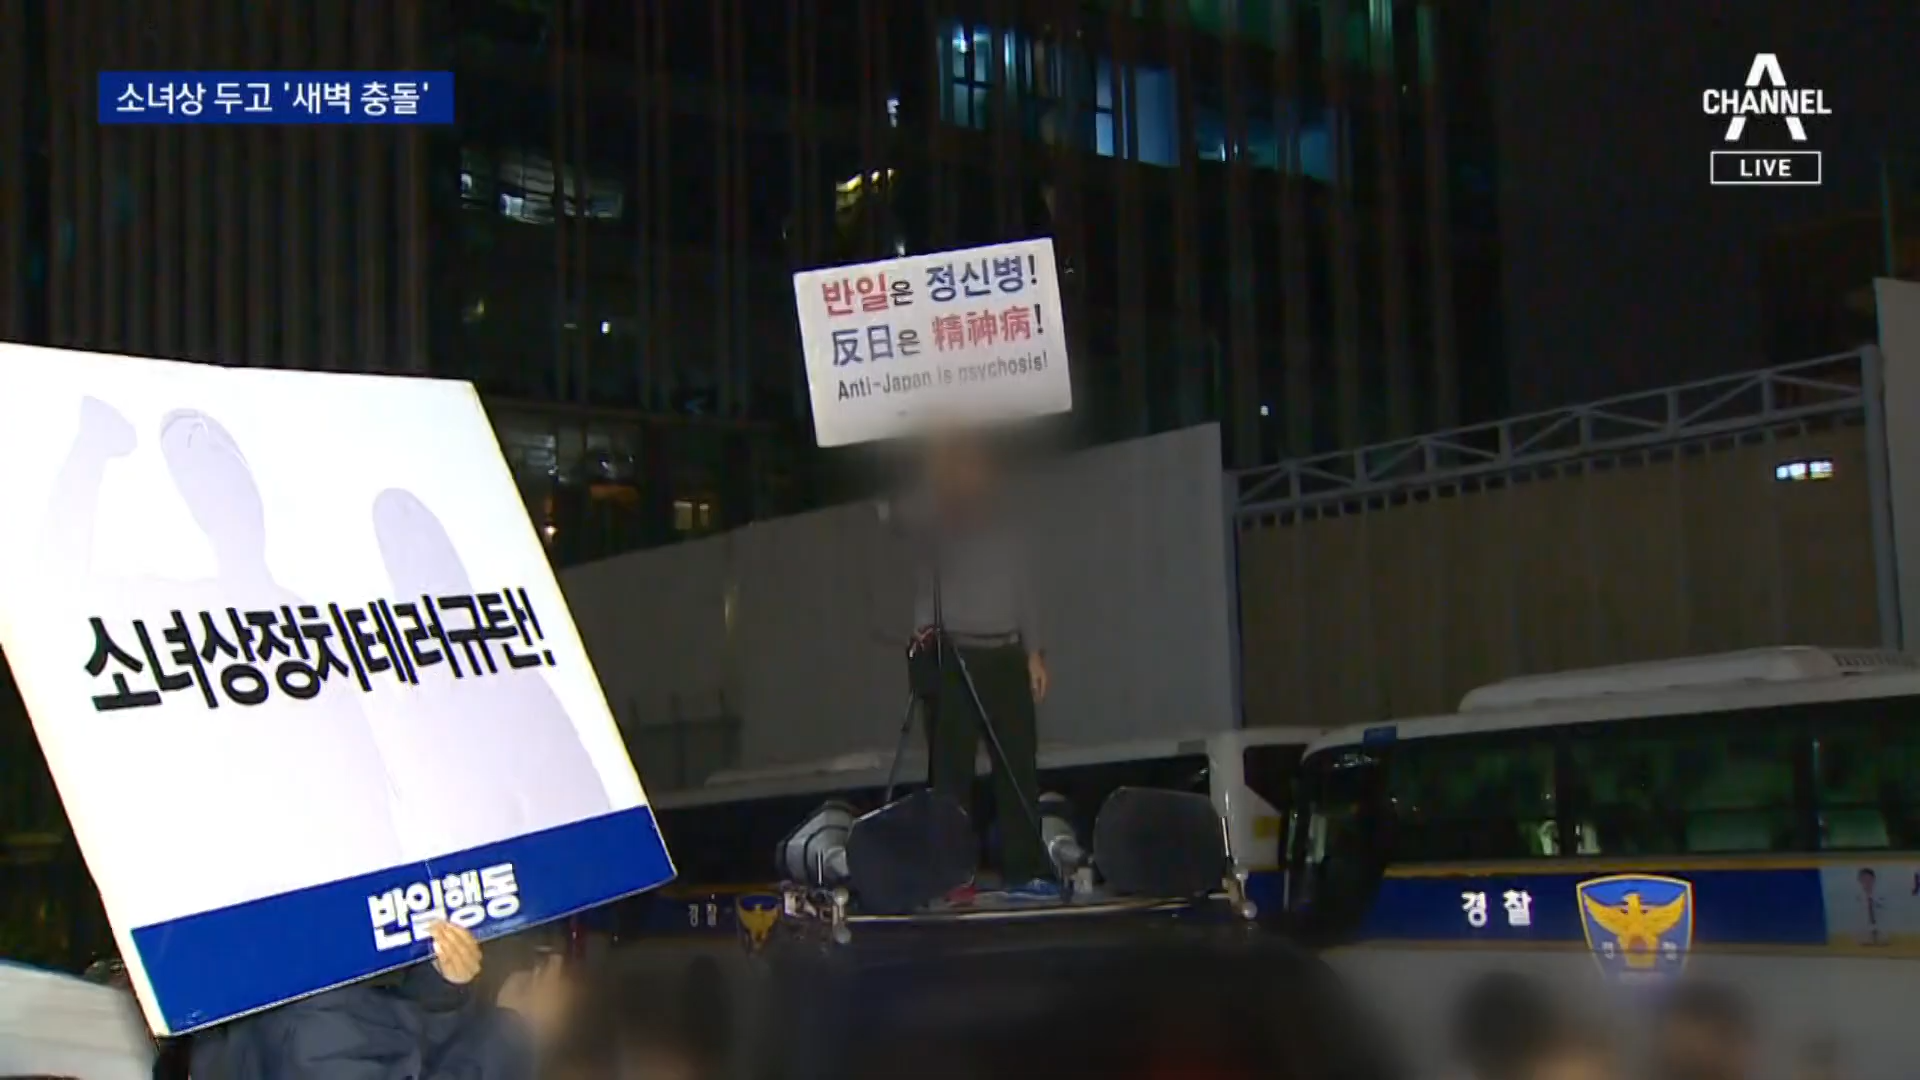 소녀상 두고 '새벽 충돌'
CHANNEL
LIVE
반일은 정신병!
反日은 精神病!
Anti-Japan is psychosis!
소녀상정치테러규탄!
반일행동
경찰
경찰
경찰